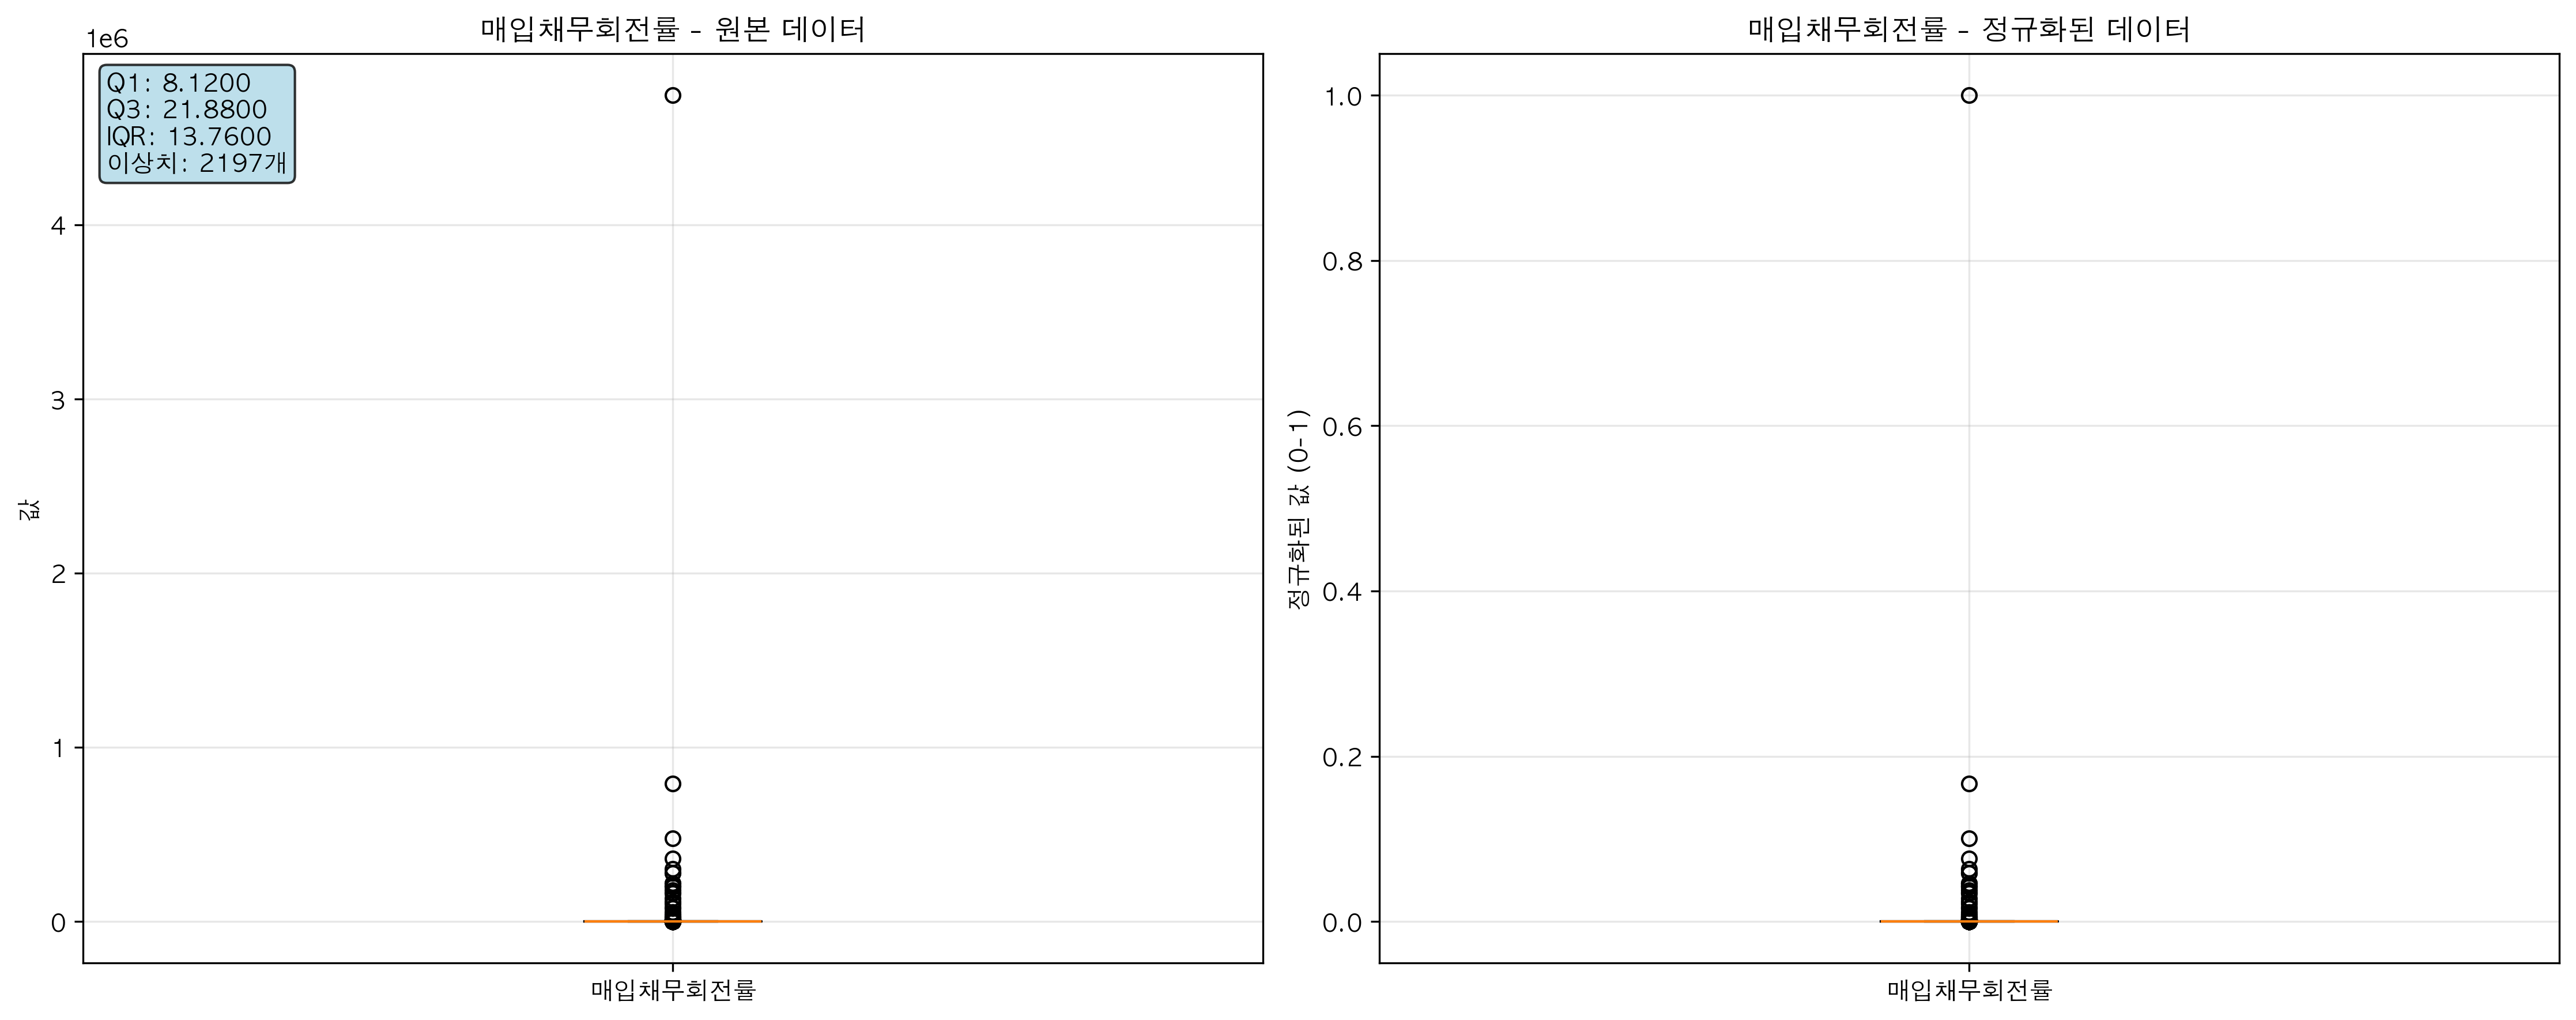 매입채무회전률 - 원본 데이터
1e6
Q1: 8.1200
Q3: 21.8800
IQR: 13.7600
이상치: 2197개
4
3
2
1
0
값
매입채무회전률
매입채무회전률 - 정규화된 데이터
1.0
0.8
0.6
0.4
0.2
0.0
정규화된 값 (0-1)
매입채무회전률